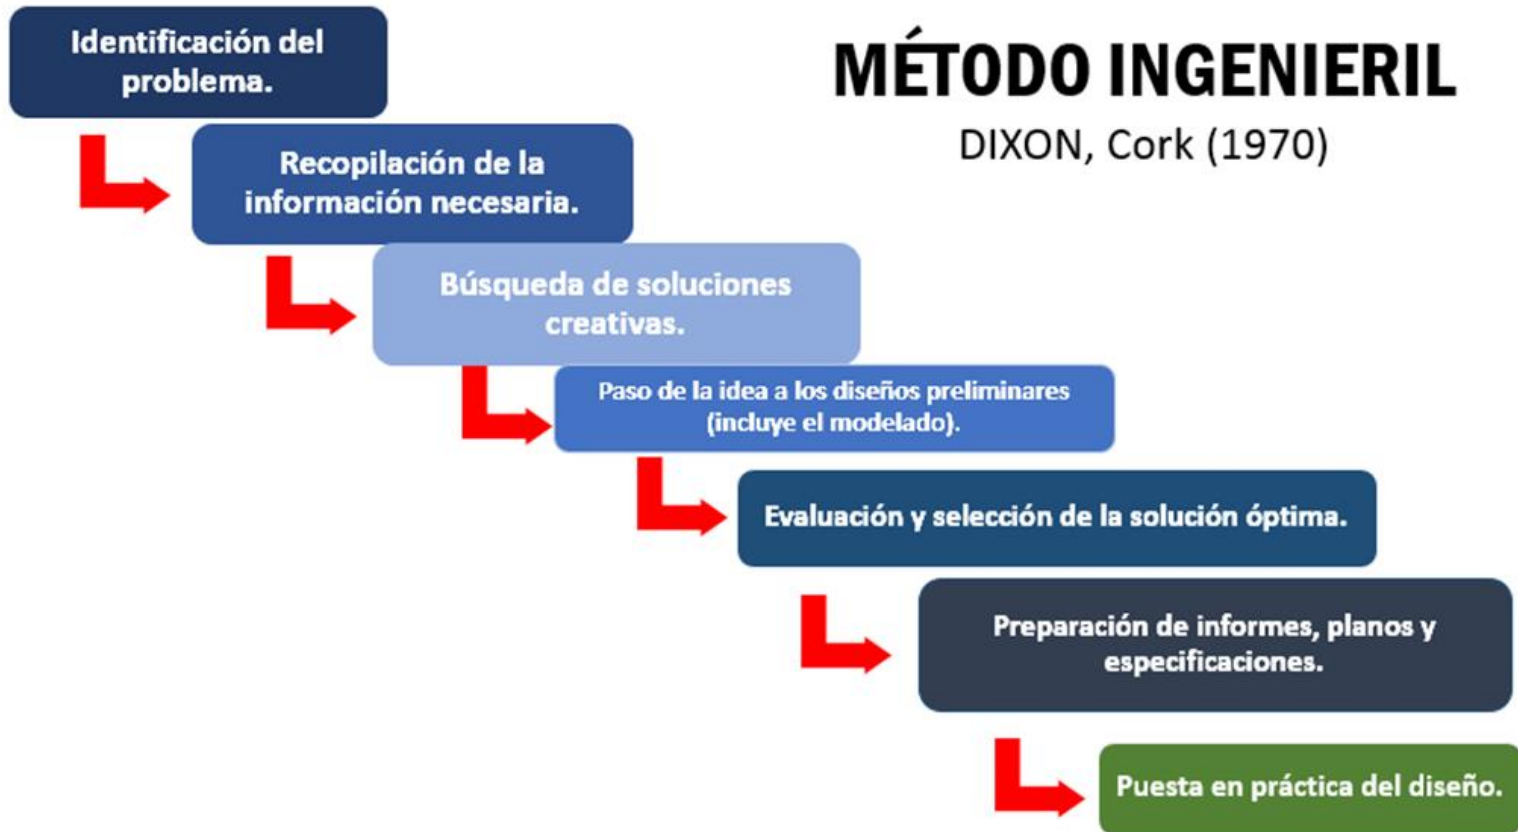 Identificación del
problema.
MÉTODO INGENIERIL
DIXON, Cork (1970)
Recopilación de la
información necesaria.
Búsqueda de soluciones
creativas.
Paso de la idea a los diseños preliminares
(incluye el modelado).
Evaluación y selección de la solución óptima.
Preparación de informes, planos y
especificaciones.
Puesta en práctica del diseño.